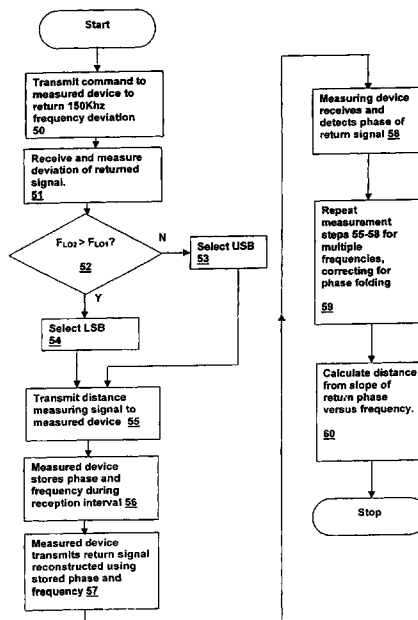 Start
Transmit command to
measured device to
return 150Khz
frequency deviation
50
Receive and measure
deviation of returned
signal.
51
FLO2 > FLO1?
52
N
Y
Select USB
53
Select LSB
54
Transmit distance
measuring signal to
measured device 55
Measured device
stores phase and
frequency during
reception interval 56
Measured device
transmits return signal
reconstructed using
stored phase and
frequency 57
Measuring device
receives and
detects phase of
return signal 58
Repeat
measurement
steps 55-58 for
multiple
frequencies,
correcting for
phase folding
59
Calculate distance
from slope of
return phase
versus frequency.
60
Stop